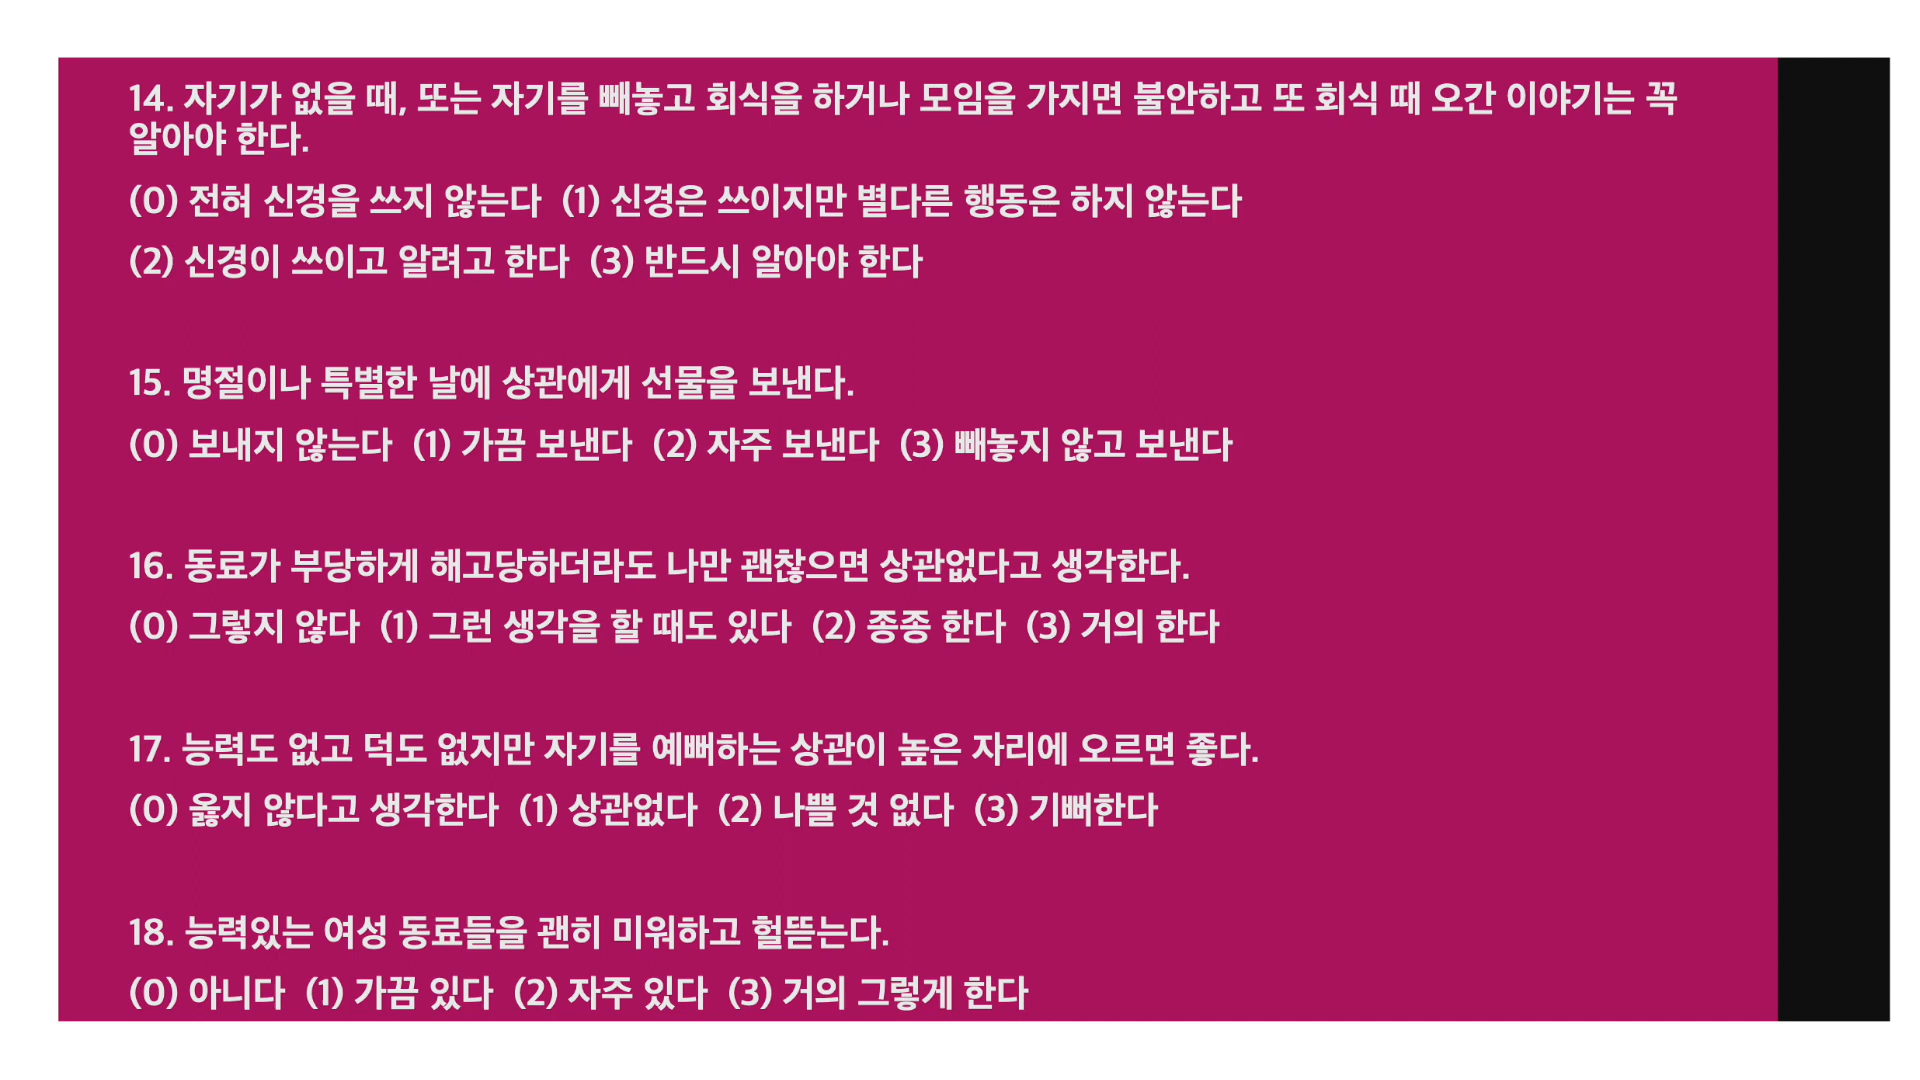 14. 자기가 없을 때, 또는 자기를 빼놓고 회식을 하거나 모임을 가지면 불안하고 또 회식 때 오간 이야기는 꼭
알아야 한다.
(0) 전혀 신경을 쓰지 않는다 (1) 신경은 쓰이지만 별다른 행동은 하지 않는다
(2) 신경이 쓰이고 알려고 한다 (3) 반드시 알아야 한다
15. 명절이나 특별한 날에 상관에게 선물을 보낸다.
(0) 보내지 않는다 (1) 가끔 보낸다 (2) 자주 보낸다 (3) 빼놓지 않고 보낸다
16. 동료가 부당하게 해고당하더라도 나만 괜찮으면 상관없다고 생각한다.
(0) 그렇지 않다 (1) 그런 생각을 할 때도 있다 (2) 종종 한다 (3) 거의 한다
17. 능력도 없고 덕도 없지만 자기를 예뻐하는 상관이 높은 자리에 오르면 좋다.
(0) 옳지 않다고 생각한다 (1) 상관없다 (2) 나쁠 것 없다 (3) 기뻐한다
18. 능력있는 여성 동료들을 괜히 미워하고 헐뜯는다.
(0) 아니다 (1) 가끔 있다 (2) 자주 있다 (3) 거의 그렇게 한다